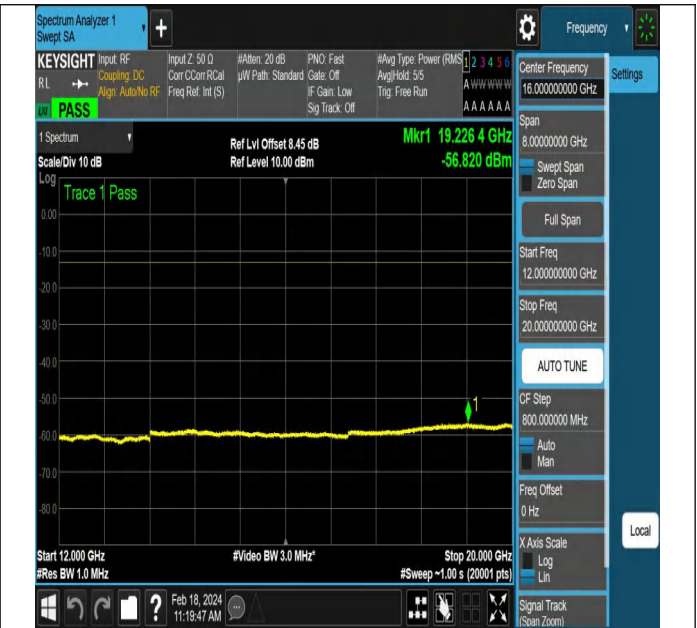 Spectrum Analyzer 1
Swept SA
+
Frequency
KEYSIGHT
RL
PASS
Input: RF
Coupling: DC
Align: Auto/No RF
Input Z: 50 Ω
Corr CCorr RCal
Freq Ref: Int (S)
#Atten: 20 dB
µW Path: Standard
PNO: Fast
Gate: Off
IF Gain: Low
Sig Track: Off
#Avg Type: Power (RMS
Avg|Hold: 5/5
Trig: Free Run
1 2 3 4 5 6
A W W W W W
A A A A A A
1 Spectrum
Scale/Div 10 dB
Ref Lvl Offset 8.45 dB
Ref Level 10.00 dBm
Mkr1 19.226 4 GHz
-56.820 dBm
Log
Trace 1 Pass
0.00
-10.0
-20.0
-30.0
-40.0
-50.0
-60.0
-70.0
-80.0
1
Start 12.000 GHz
#Res BW 1.0 MHz
#Video BW 3.0 MHz*
Stop 20.000 GHz
#Sweep ~1.00 s (20001 pts)
Center Frequency
16.000000000 GHz
Settings
Span
8.00000000 GHz
Swept Span
Zero Span
Full Span
Start Freq
12.000000000 GHz
Stop Freq
20.000000000 GHz
AUTO TUNE
CF Step
800.000000 MHz
Auto
Man
Freq Offset
0 Hz
X Axis Scale
Log
Lin
Local
Signal Track
(Span Zoom)
?
Feb 18, 2024
11:19:47 AM